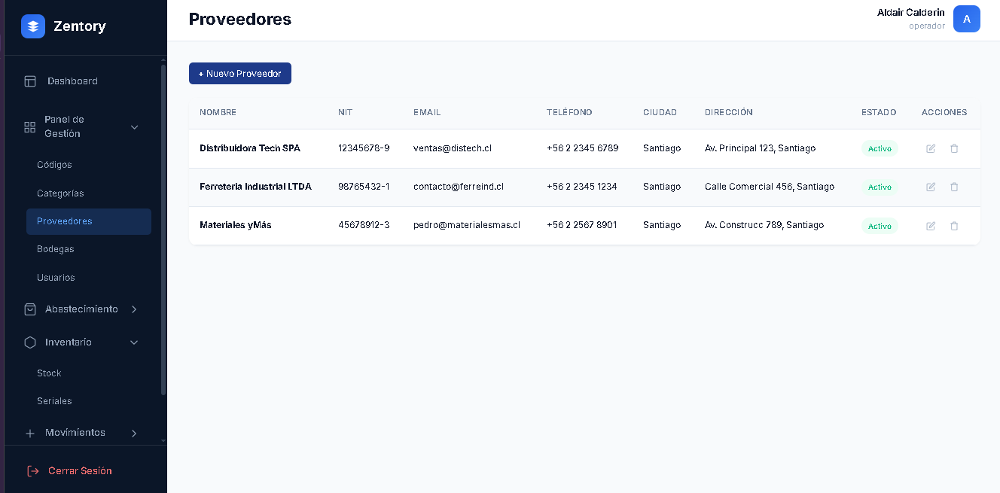 Zentory
Dashboard
Panel de
Gestión
Códigos
Categorías
Proveedores
Bodegas
Usuarios
Abastecimiento
Inventario
Stock
Seriales
Movimientos
Cerrar Sesión
Proveedores
Aldair Calderin
operador
A
+ Nuevo Proveedor
NOMBRE NIT EMAIL TELÉFONO CIUDAD DIRECCIÓN ESTADO ACCIONES
Distribuidora Tech SPA 12345678-9 ventas@distech.cl +56 2 2345 6789 Santiago Av. Principal 123, Santiago Activo
Ferreteria Industrial LTDA 98765432-1 contacto@ferreind.cl +56 2 2345 1234 Santiago Calle Comercial 456, Santiago Activo
Materiales yMás 45678912-3 pedro@materialesmas.cl +56 2 2567 8901 Santiago Av. Construcc 789, Santiago Activo